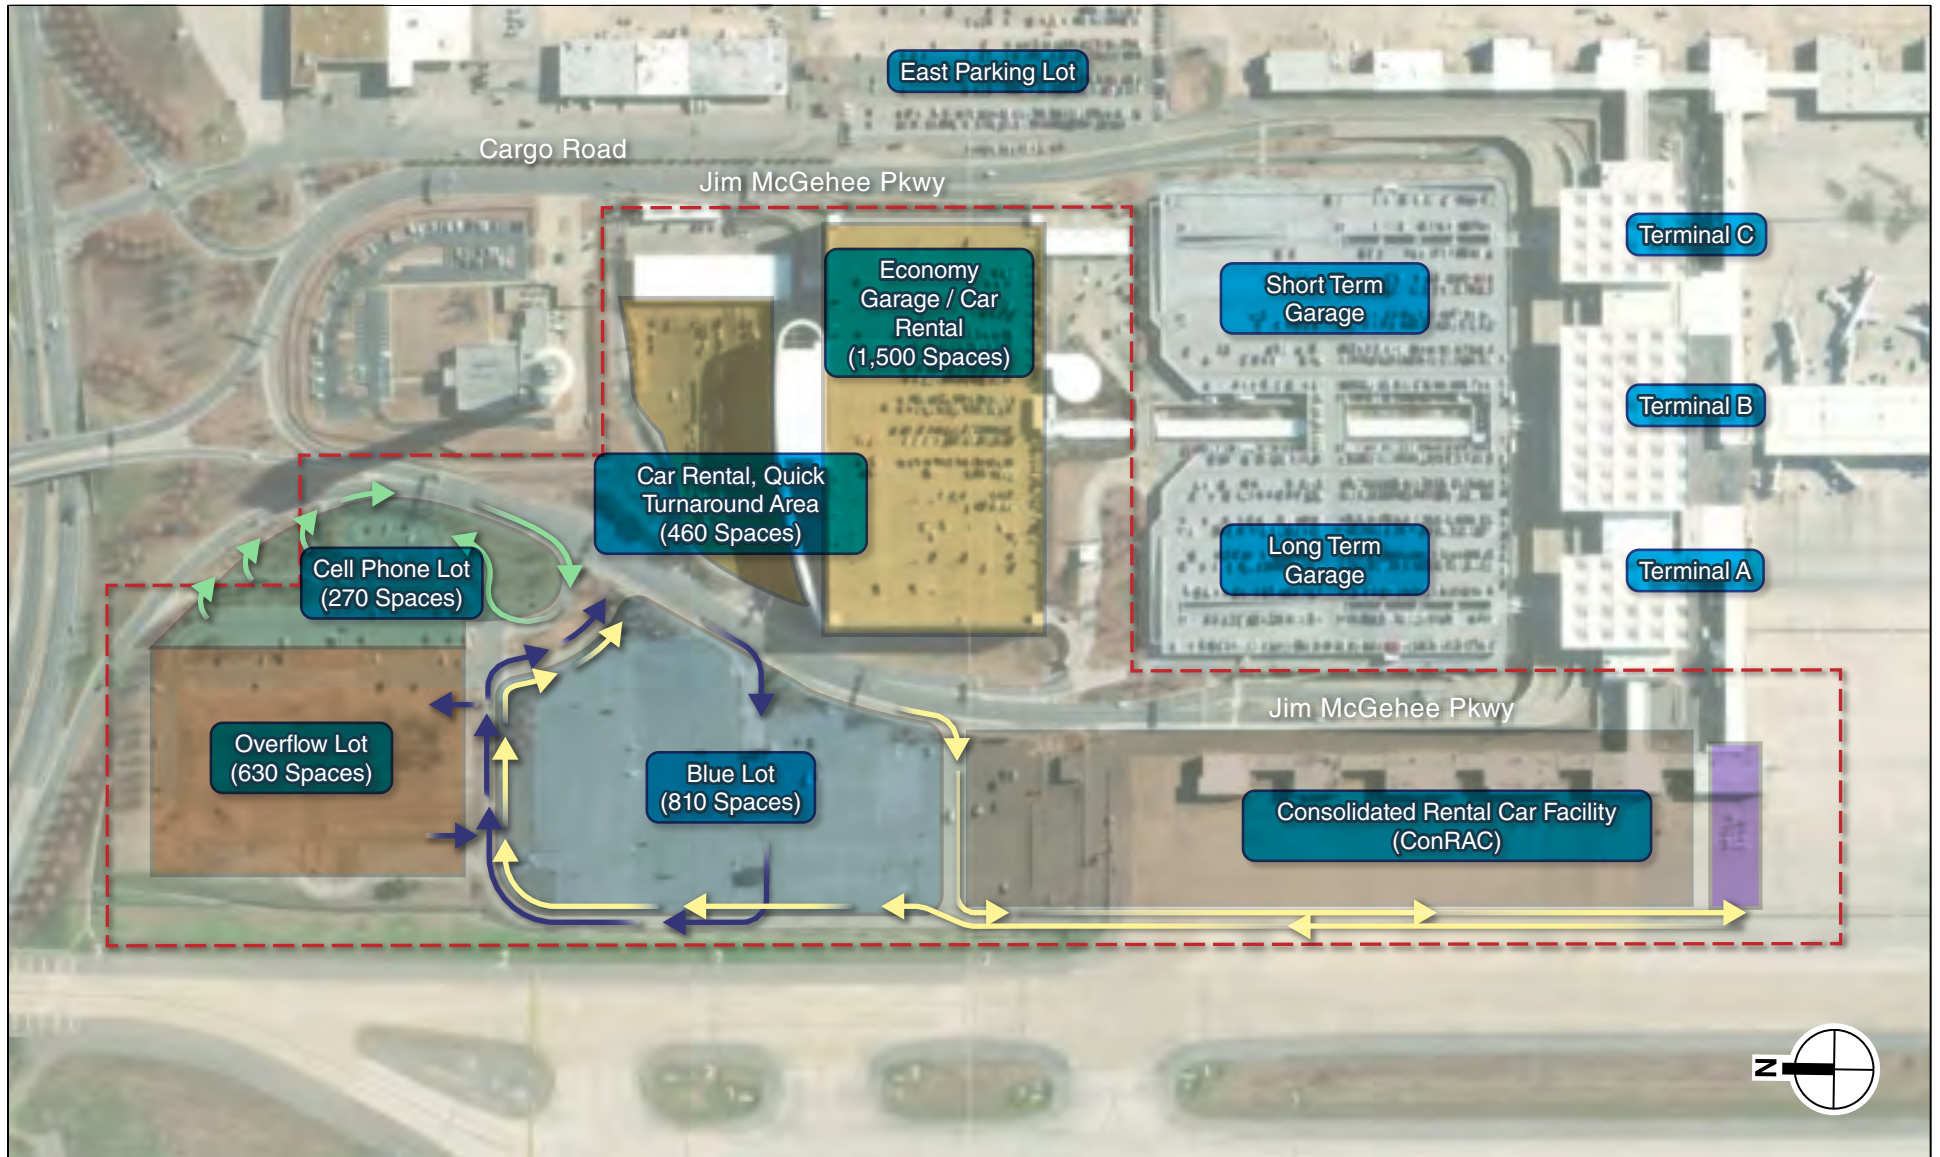 East Parking Lot
Cargo Road
Jim McGehee Pkwy
Terminal C
Economy
Garage / Car
Rental
(1,500 Spaces)
Short Term
Garage
Terminal B
Car Rental, Quick
Turnaround Area
(460 Spaces)
Long Term
Garage
Terminal A
Cell Phone Lot
(270 Spaces)
Jim McGehee Pkwy
Overflow Lot
(630 Spaces)
Blue Lot
(810 Spaces)
Consolidated Rental Car Facility
(ConRAC)
N